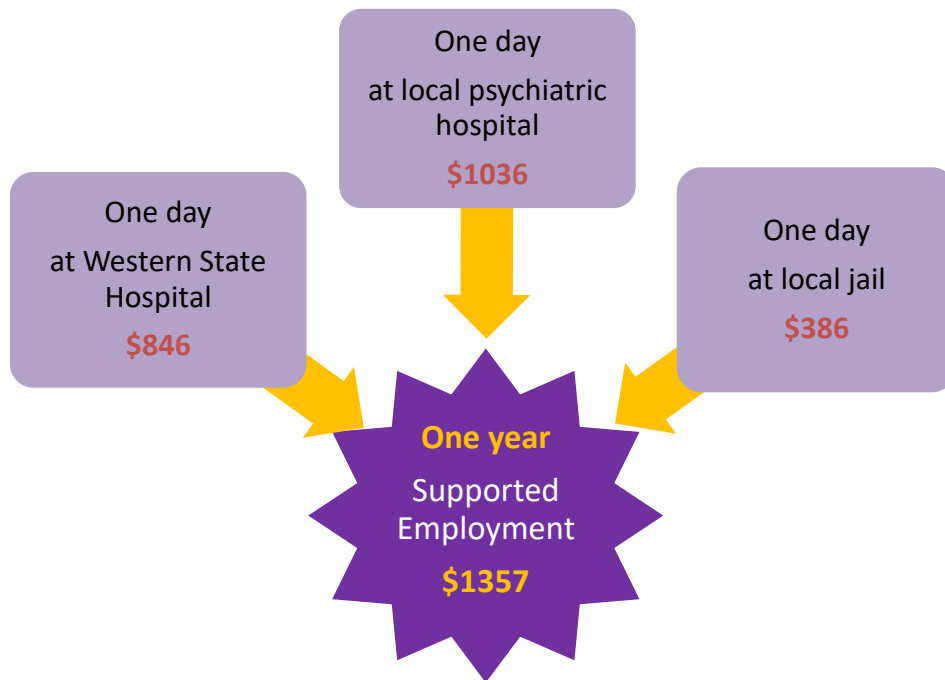 One day
at local psychiatric
hospital
$1036
One day
at Western State
Hospital
$846
One day
at local jail
$386
One year
Supported
Employment
$1357